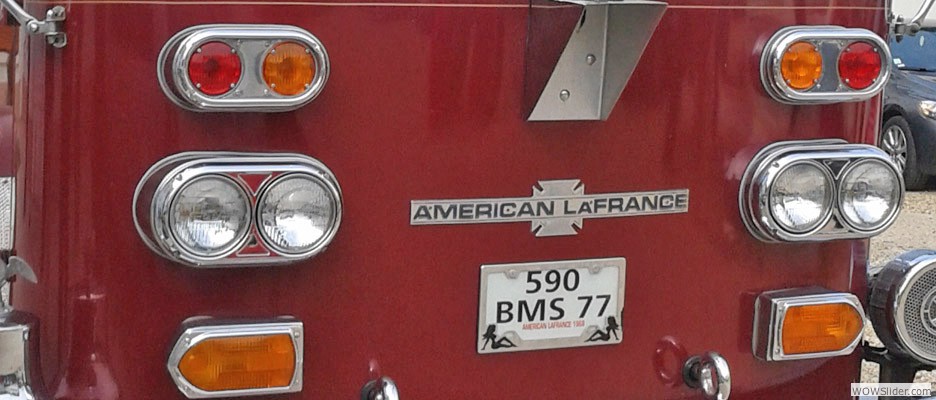 AMERICAN LAFRANCE
590
BMS 77
AMERICAN LAFRANCE 1969
WOWSlider.com